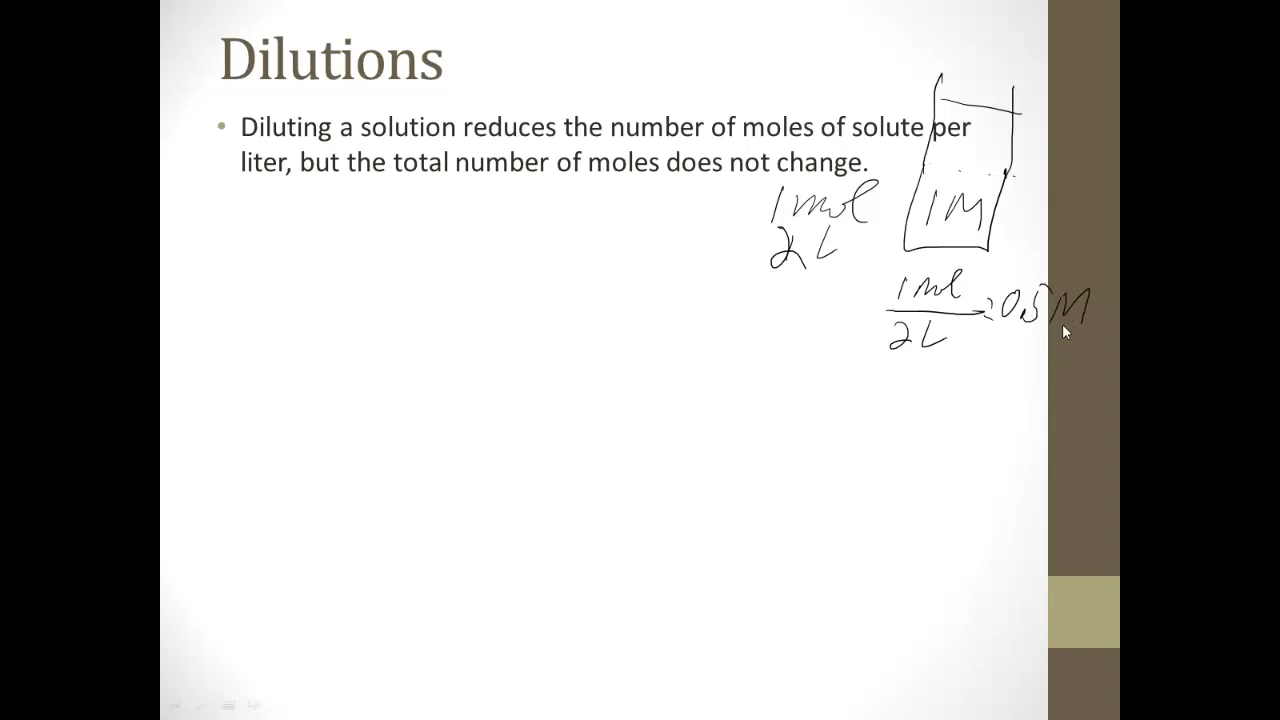 Dilutions
• Diluting a solution reduces the number of moles of solute per
liter, but the total number of moles does not change.
1 mol
2 L
1 M
1 mol
2 L
= 0.5 M